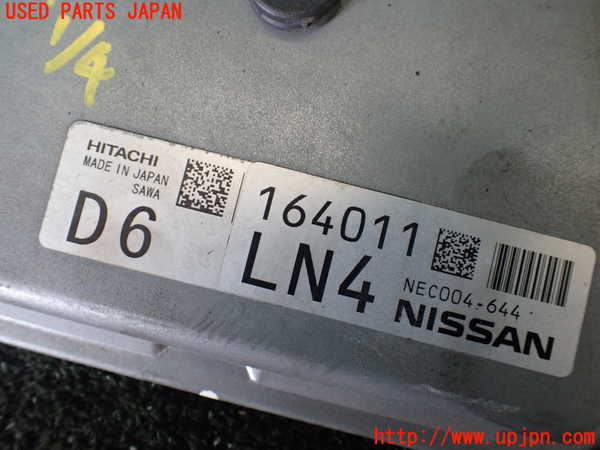 USED PARTS JAPAN
1/4
HITACHI
MADE IN JAPAN
SAWA
D6
164011
LN4
NEC004-644
NISSAN
http://www.upjpn.com/